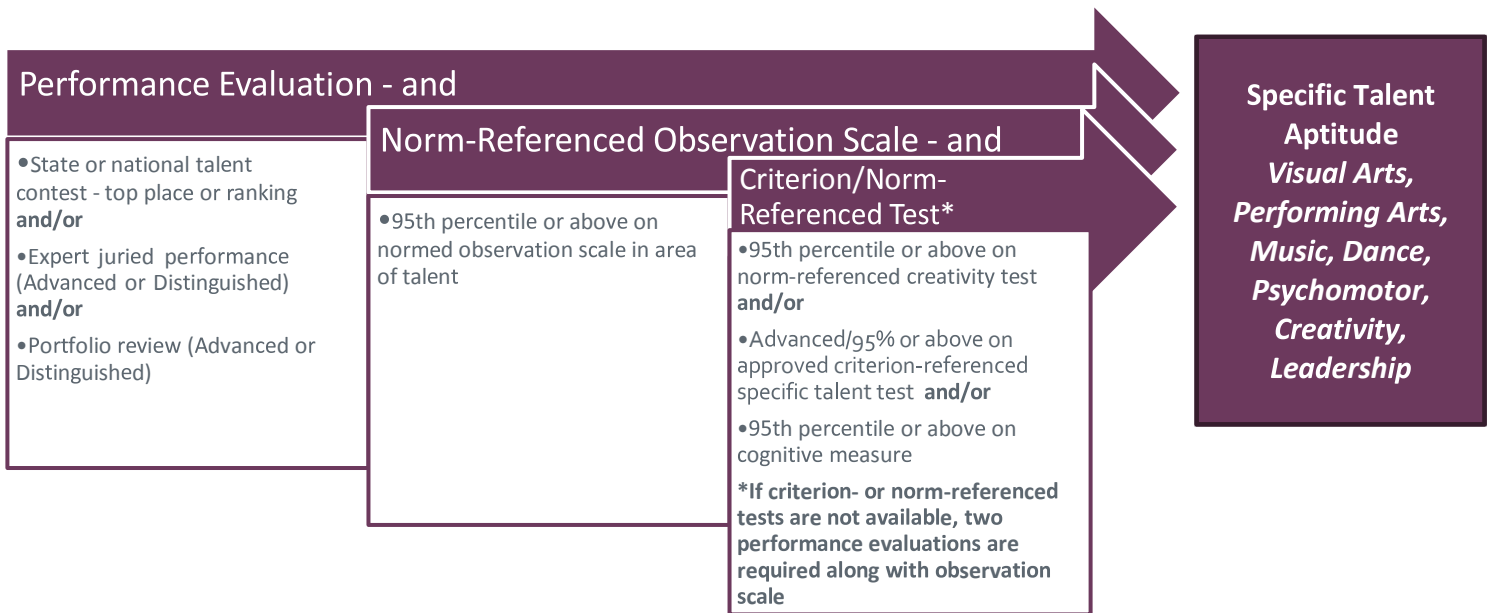 Performance Evaluation - and
•State or national talent
contest - top place or ranking
and/or
•Expert juried performance
(Advanced or Distinguished)
and/or
•Portfolio review (Advanced or
Distinguished)
Norm-Referenced Observation Scale - and
•95th percentile or above on
normed observation scale in area
of talent
Criterion/Norm-
Referenced Test*
•95th percentile or above on
norm-referenced creativity test
and/or
•Advanced/95% or above on
approved criterion-referenced
specific talent test and/or
•95th percentile or above on
cognitive measure
*If criterion- or norm-referenced
tests are not available, two
performance evaluations are
required along with observation
scale
Specific Talent
Aptitude
Visual Arts,
Performing Arts,
Music, Dance,
Psychomotor,
Creativity,
Leadership